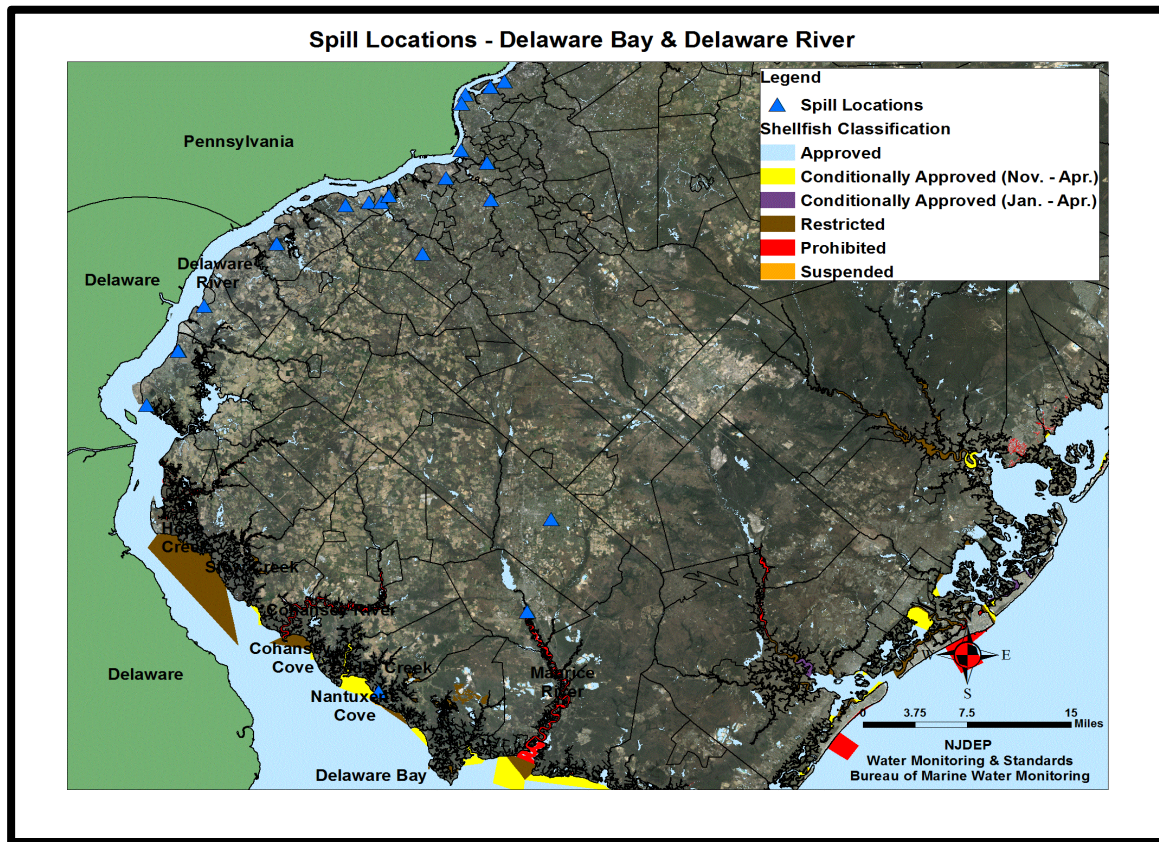 Spill Locations - Delaware Bay & Delaware River
Legend
Spill Locations
Shellfish Classification
Approved
Conditionally Approved (Nov. - Apr.)
Conditionally Approved (Jan. - Apr.)
Restricted
Prohibited
Suspended
Pennsylvania
Delaware
Delaware
River
Creek
Creek
Cohansey River
Cohansey
Cove
Creek
Nantuxent
Cove
Maurice
River
Delaware
Delaware Bay
E
S
0 3.75 7.5 15
Miles
NJDEP
Water Monitoring & Standards
Bureau of Marine Water Monitoring